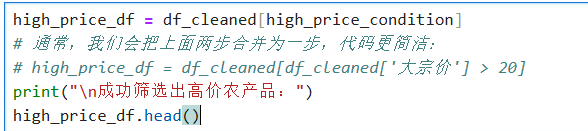 high_price_df = df_cleaned[high_price_condition]
# 通常，我们会把上面两步合并为一步，代码更简洁：
# high_price_df = df_cleaned[df_cleaned['大宗价'] > 20]
print("\n成功筛选出高价农产品：")
high_price_df.head()